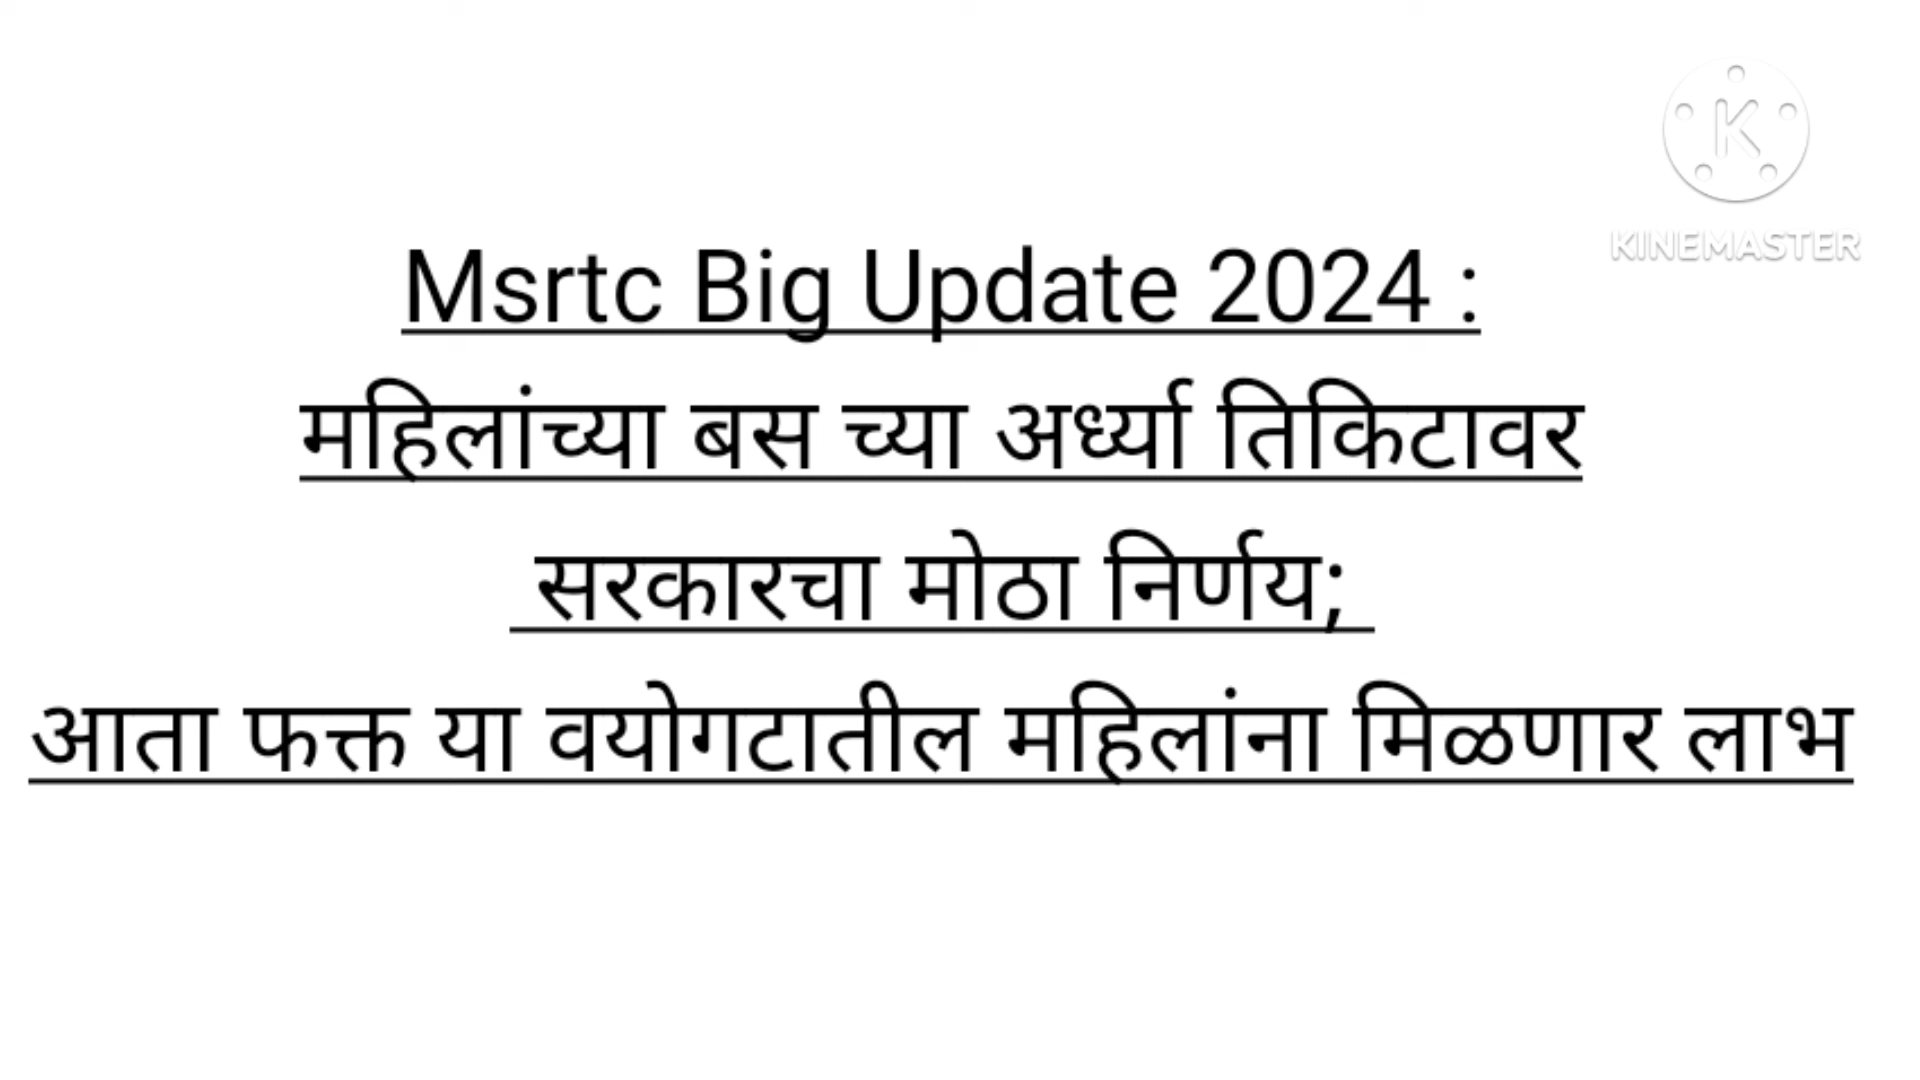 KINEMASTER
Msrtc Big Update 2024 :
महिलांच्या बस च्या अर्ध्या तिकिटावर
सरकारचा मोठा निर्णय;
आता फक्त या वयोगटातील महिलांना मिळणार लाभ